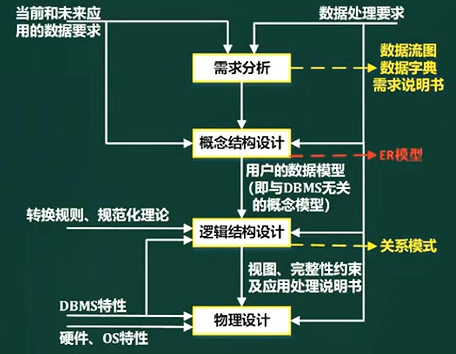 当前和未来应
用的数据要求
数据处理要求
需求分析
数据流图
数据字典
需求说明书
概念结构设计
ER模型
用户的数据模型
(即与DBMS无关
的概念模型)
转换规则、规范化理论
逻辑结构设计
关系模式
视图、完整性约束
及应用处理说明书
DBMS特性
物理设计
硬件、OS特性